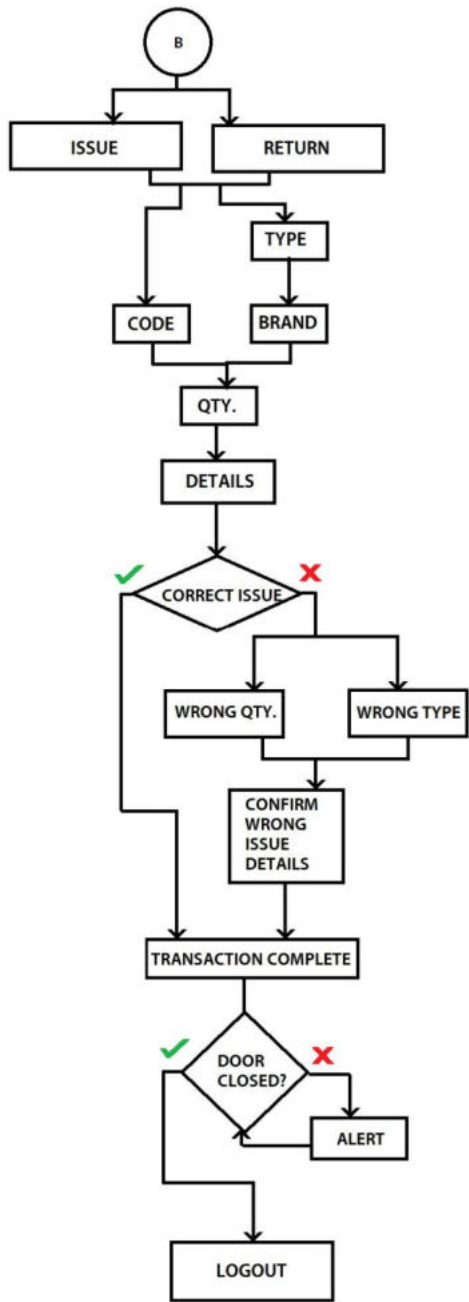 B
ISSUE
RETURN
TYPE
CODE
BRAND
QTY.
DETAILS
CORRECT ISSUE
WRONG QTY.
WRONG TYPE
CONFIRM
WRONG
ISSUE
DETAILS
TRANSACTION COMPLETE
DOOR
CLOSED?
ALERT
LOGOUT